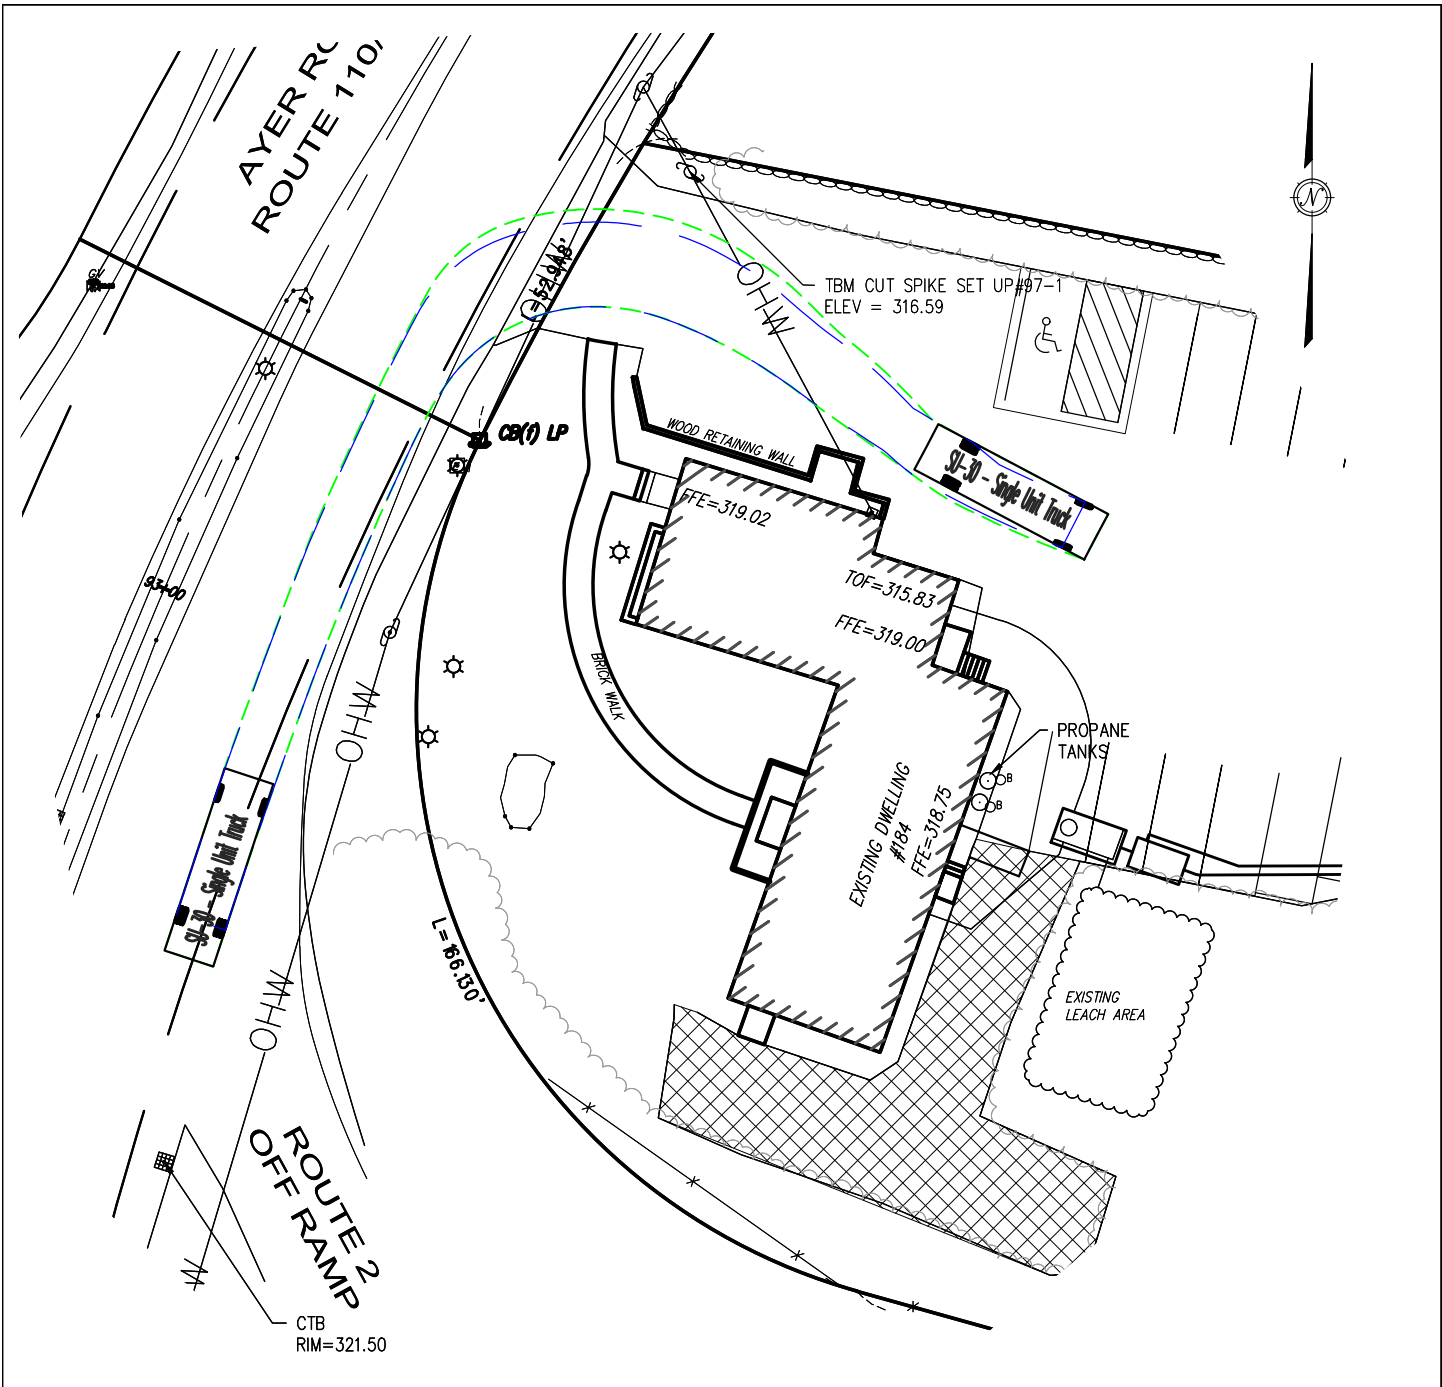 AYER RO
ROUTE 110/
GV
N
TBM CUT SPIKE SET UP#97-1
ELEV = 316.59
OHW
CB(f) LP
WOOD RETAINING WALL
SU-30 - Single Unit Truck
FFE=319.02
TOF=315.83
FFE=319.00
93+00
BRICK WALK
OHW
PROPANE
TANKS
B
B
EXISTING DWELLING
#184
FFE=318.75
SU-30 - Single Unit Truck
L=166.130'
EXISTING
LEACH AREA
OHW
ROUTE 2
OFF RAMP
W
CTB
RIM=321.50